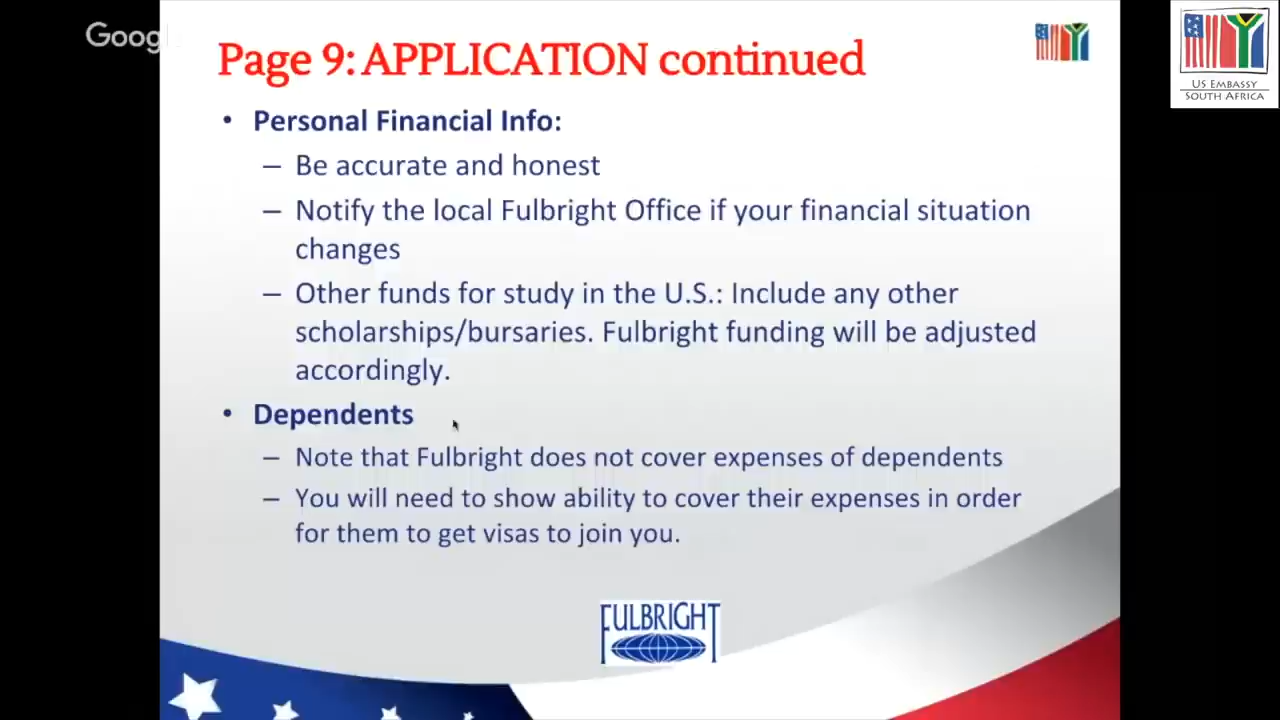 Goog
Page 9: APPLICATION continued
US EMBASSY
SOUTH AFRICA
• Personal Financial Info:
– Be accurate and honest
– Notify the local Fulbright Office if your financial situation
changes
– Other funds for study in the U.S.: Include any other
scholarships/bursaries. Fulbright funding will be adjusted
accordingly.
• Dependents
– Note that Fulbright does not cover expenses of dependents
– You will need to show ability to cover their expenses in order
for them to get visas to join you.
FULBRIGHT